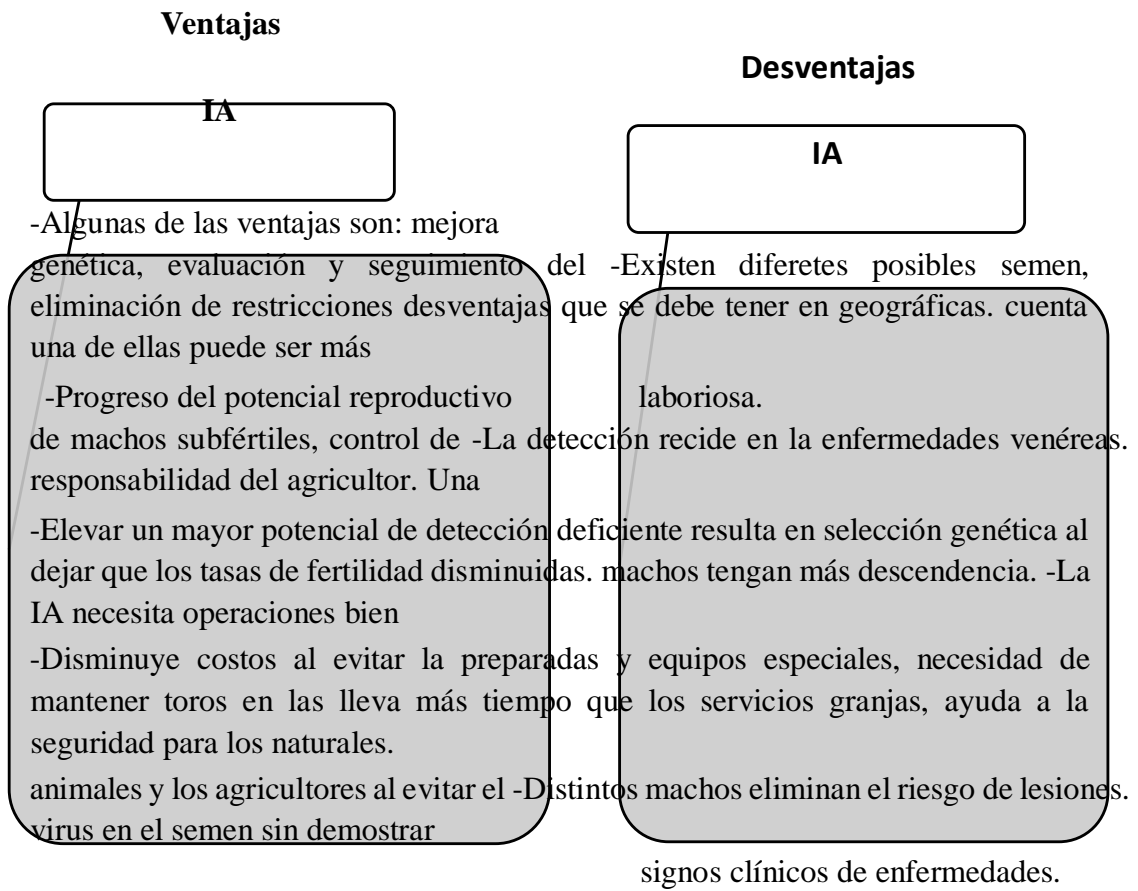 Ventajas
Desventajas
IA
IA
-Algunas de las ventajas son: mejora
genética, evaluación y seguimiento del -Existen diferetes posibles semen,
eliminación de restricciones desventajas que se debe tener en geográficas. cuenta
una de ellas puede ser más
-Progreso del potencial reproductivo laboriosa.
de machos subfértiles, control de -La detección recide en la enfermedades venéreas.
responsabilidad del agricultor. Una
-Elevar un mayor potencial de detección deficiente resulta en selección genética al
dejar que los tasas de fertilidad disminuidas. machos tengan más descendencia. -La
IA necesita operaciones bien
-Disminuye costos al evitar la preparadas y equipos especiales, necesidad de
mantener toros en las lleva más tiempo que los servicios granjas, ayuda a la
seguridad para los naturales.
animales y los agricultores al evitar el -Distintos machos eliminan el riesgo de lesiones.
virus en el semen sin demostrar
signos clínicos de enfermedades.